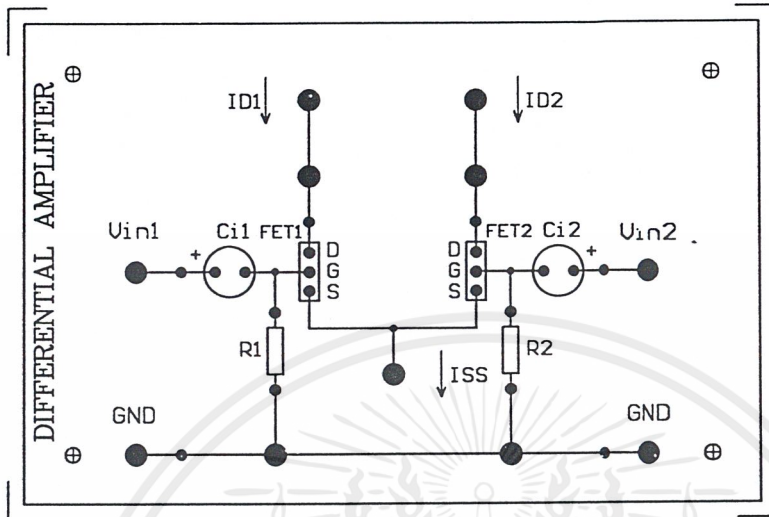 DIFFERENTIAL AMPLIFIER
ID1
ID2
Vin1
+ Ci1
FET1
D
G
S
D
G
S
FET2
Ci2 +
Vin2
R1
ISS
R2
GND
GND